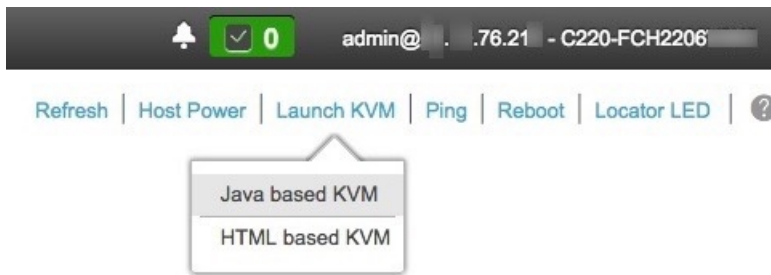 0 admin@ . .76.21 - C220-FCH2206
Refresh | Host Power | Launch KVM | Ping | Reboot | Locator LED | ?
Java based KVM
HTML based KVM